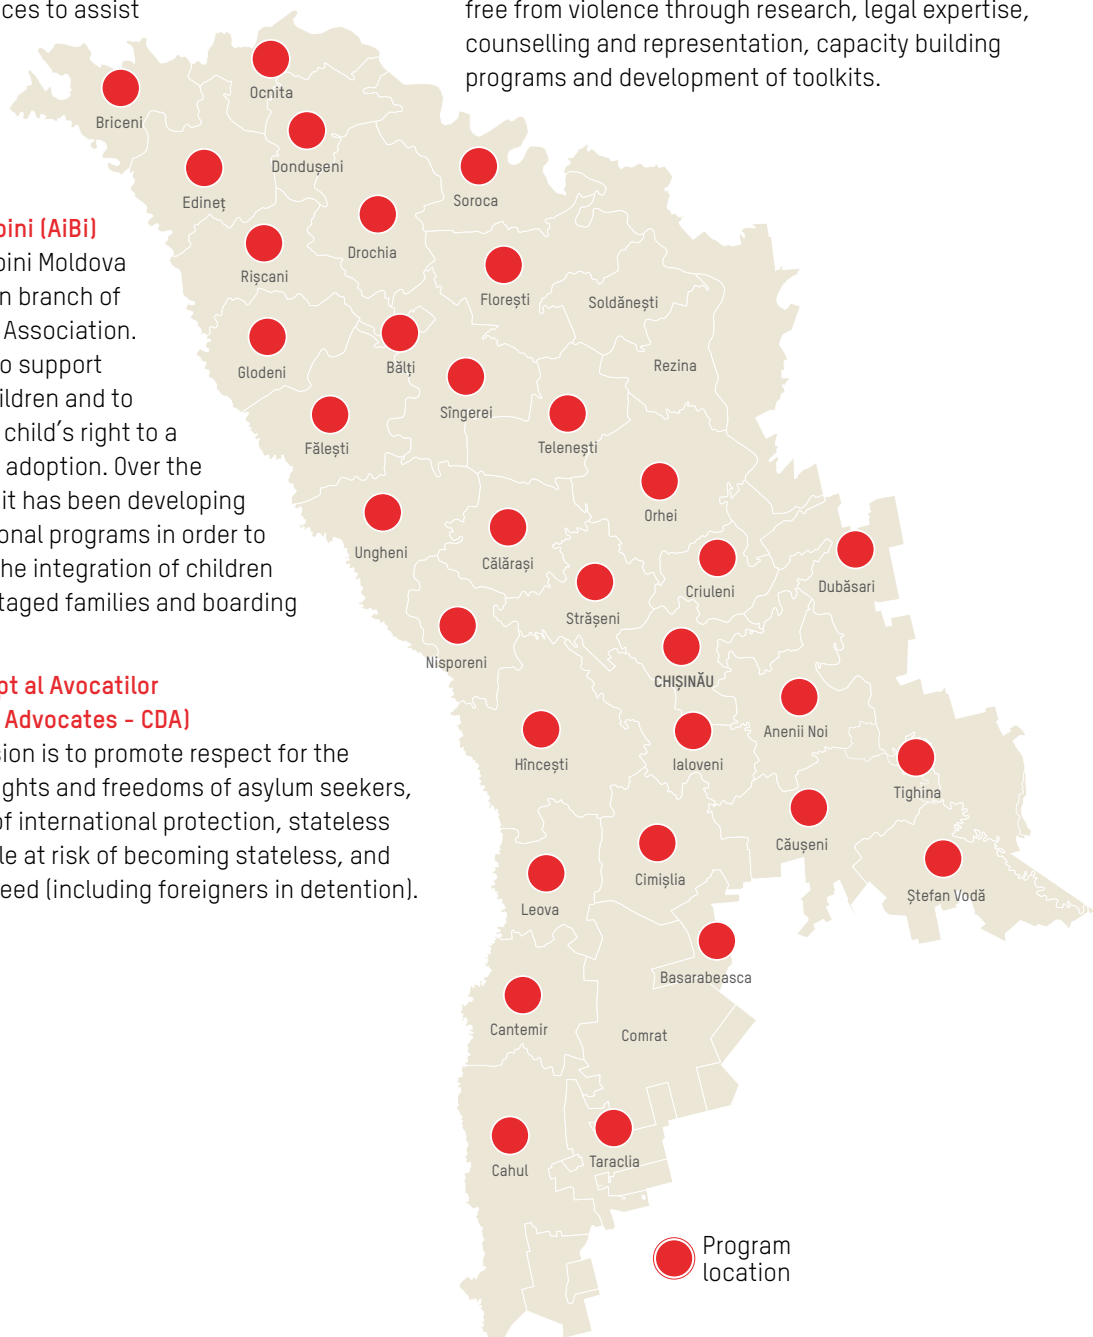 ces to assist
free from violence through research, legal expertise,
counselling and representation, capacity building
programs and development of toolkits.
bini (AiBi)
bini Moldova
n branch of
Association.
o support
ildren and to
child's right to a
adoption. Over the
it has been developing
onal programs in order to
he integration of children
taged families and boarding
pt al Avocatilor
Advocates - CDA)
sion is to promote respect for the
ghts and freedoms of asylum seekers,
of international protection, stateless
le at risk of becoming stateless, and
eed (including foreigners in detention).
Ocnita
Briceni
Dondușeni
Edineț
Soroca
Drochia
Rișcani
Florești
Soldănești
Glodeni
Bălți
Rezina
Sîngerei
Fălești
Telenești
Orhei
Ungheni
Călărași
Criuleni
Dubăsari
Strășeni
Nisporeni
CHIȘINĂU
Anenii Noi
Hîncești
Ialoveni
Tighina
Căușeni
Cimișlia
Ștefan Vodă
Leova
Basarabeasca
Cantemir
Comrat
Taraclia
Cahul
Program
location